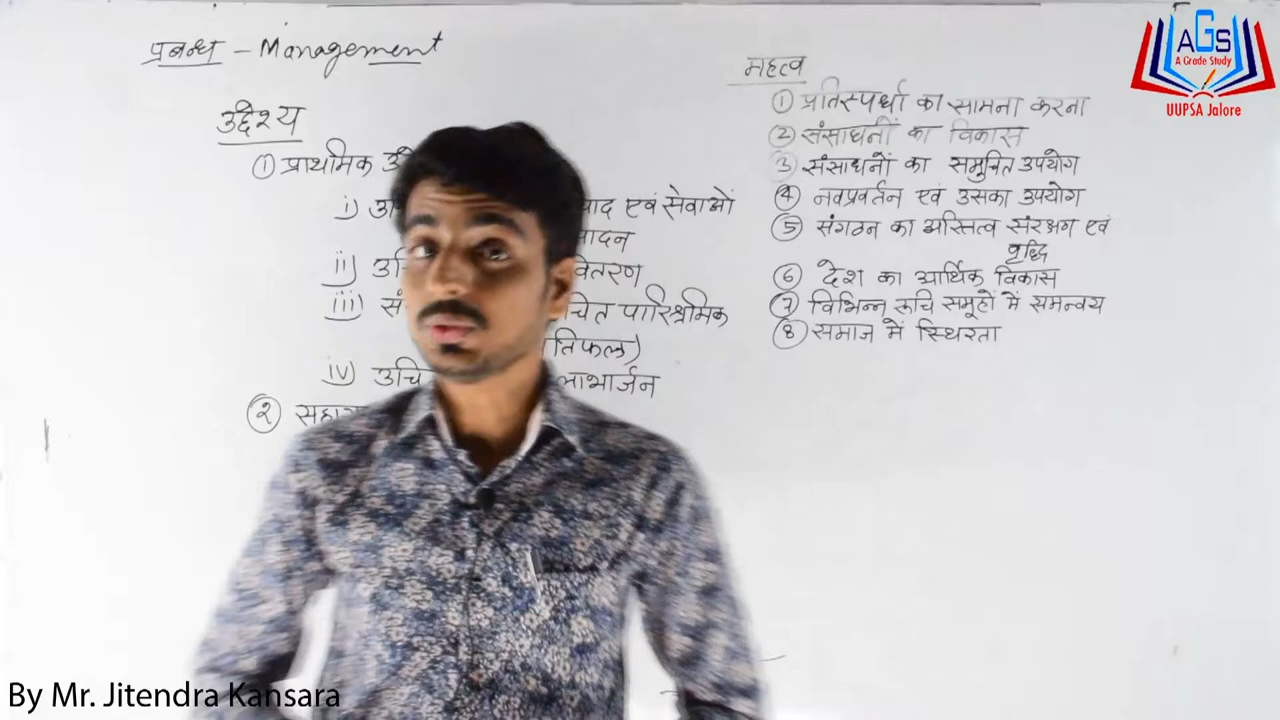 प्रबन्ध - Management
उद्देश्य
① प्राथमिक
i) याद एवं सेवाओं
ii) वितरण
iii) चित पारिश्रमिक
तिफल)
iv) उचि लाभार्जन
②
महत्व
① प्रतिस्पर्धा का सामना करना
② संसाधनों का विकास
③ संसाधनों का समुचित उपयोग
④ नवप्रवर्तन एवं उसका उपयोग
⑤ संगठन का अस्तित्व संरक्षण एवं
वृद्धि
⑥ देश का आर्थिक विकास
⑦ विभिन्न रूचि समूहों में समन्वय
⑧ समाज में स्थिरता
AGS
A Grade Study
UUPSA Jalore
By Mr. Jitendra Kansara